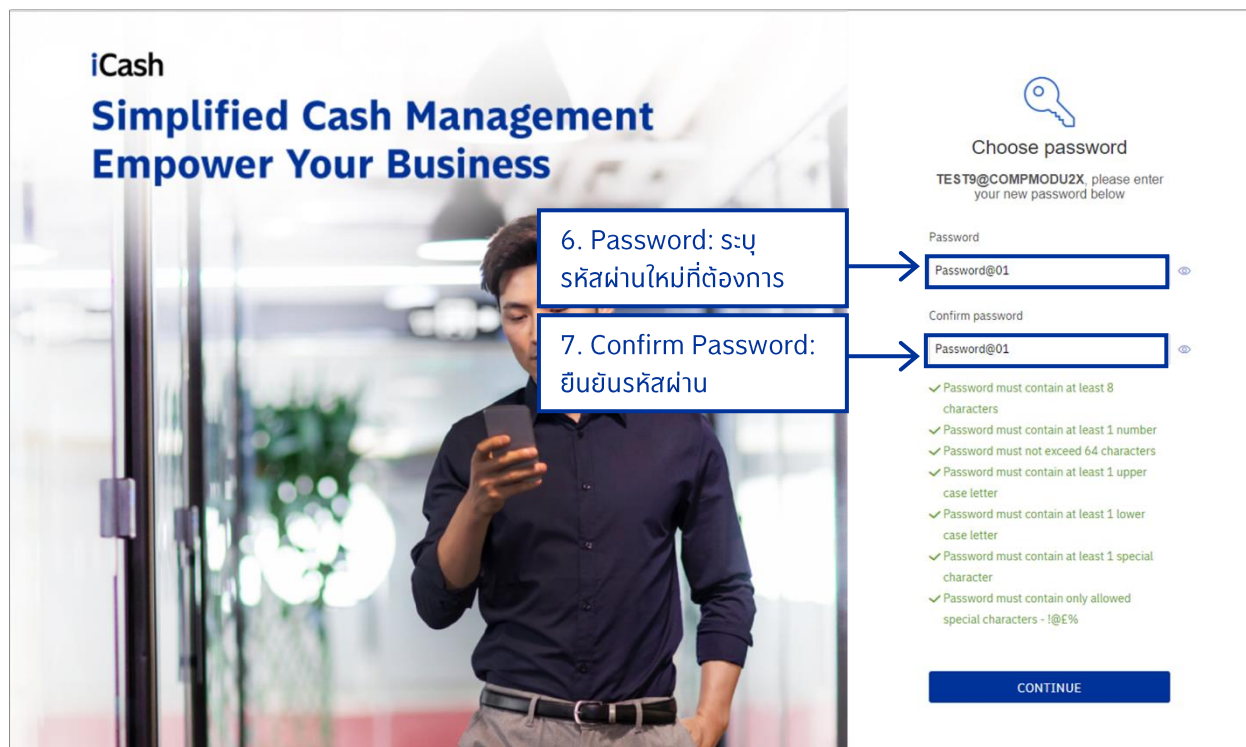 iCash
Simplified Cash Management
Empower Your Business
Choose password
TEST9@COMPMODU2X, please enter
your new password below
6. Password: ระบุ
รหัสผ่านใหม่ที่ต้องการ
Password
Password@01
7. Confirm Password:
ยืนยันรหัสผ่าน
Confirm password
Password@01
Password must contain at least 8
characters
Password must contain at least 1 number
Password must not exceed 64 characters
Password must contain at least 1 upper
case letter
Password must contain at least 1 lower
case letter
Password must contain at least 1 special
character
Password must contain only allowed
special characters - !@£%
CONTINUE